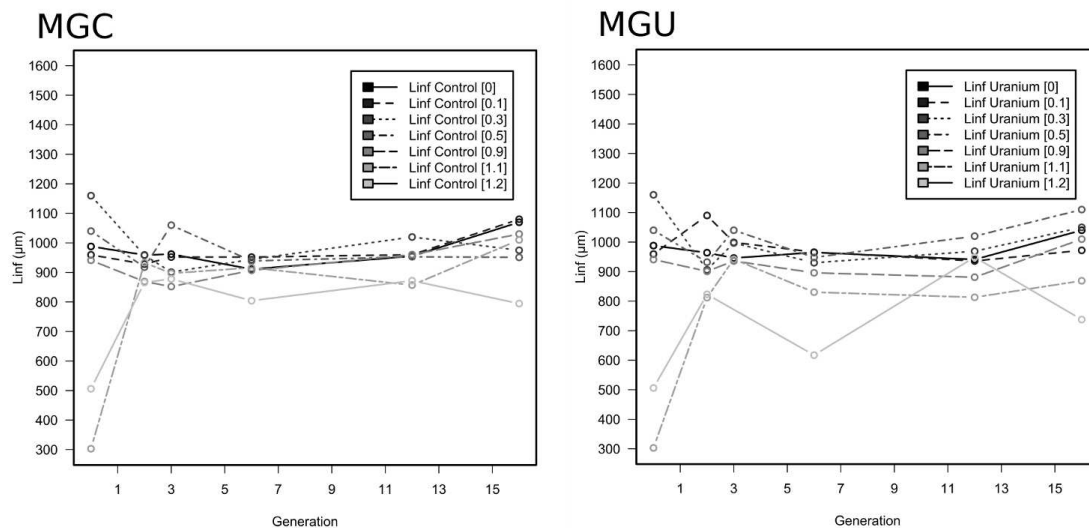 MGC
1600
1500
1400
1300
1200
1100
1000
900
800
700
600
500
400
300
Linf (µm)
Linf Control [0]
Linf Control [0.1]
Linf Control [0.3]
Linf Control [0.5]
Linf Control [0.9]
Linf Control [1.1]
Linf Control [1.2]
1 3 5 7 9 11 13 15
Generation
MGU
1600
1500
1400
1300
1200
1100
1000
900
800
700
600
500
400
300
Linf (µm)
Linf Uranium [0]
Linf Uranium [0.1]
Linf Uranium [0.3]
Linf Uranium [0.5]
Linf Uranium [0.9]
Linf Uranium [1.1]
Linf Uranium [1.2]
1 3 5 7 9 11 13 15
Generation